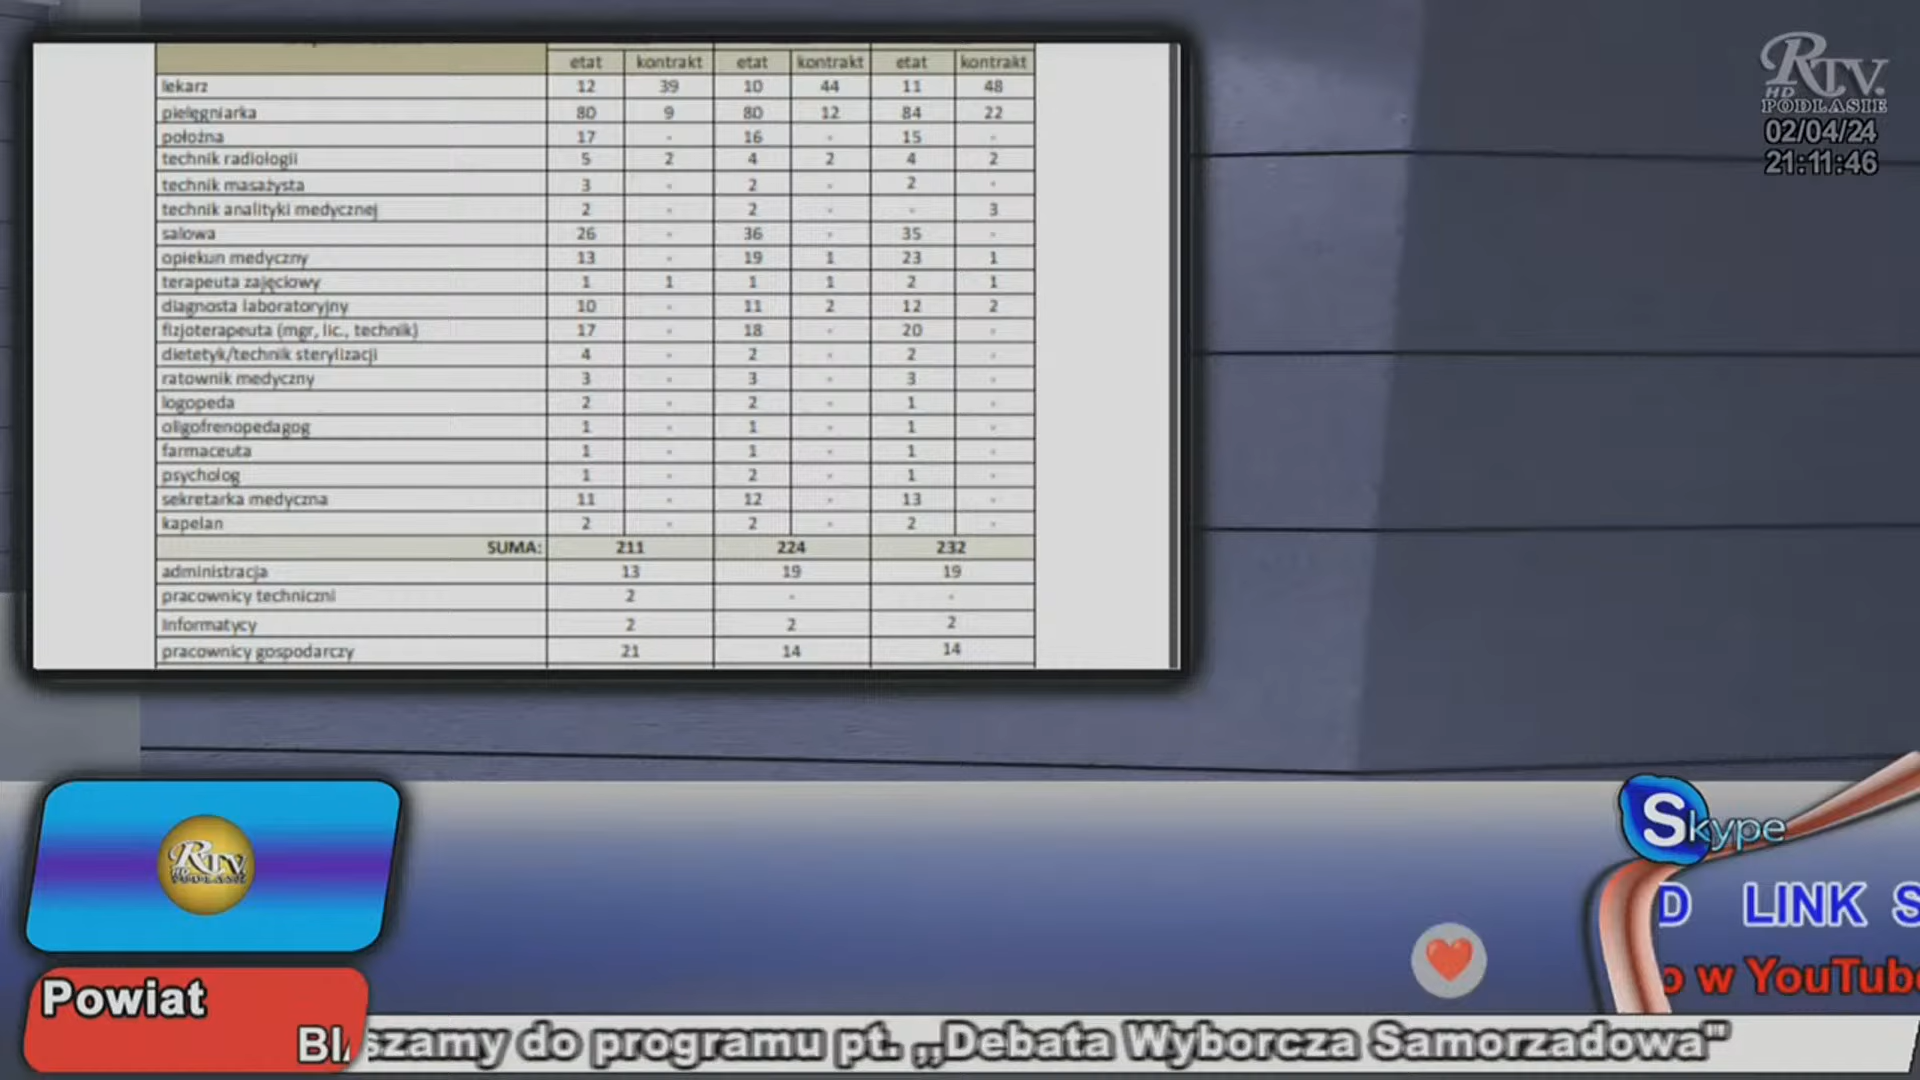 etat kontrakt etat kontrakt etat kontrakt
lekarz 12 39 10 44 11 48
pielęgniarka 80 9 80 12 84 22
położna 17 - 16 - 15 -
technik radiologii 5 2 4 2 4 2
technik masażysta 3 - 2 - 2 -
technik analityki medycznej 2 - 2 - - 3
salowa 26 - 36 - 35 -
opiekun medyczny 13 - 19 1 23 1
terapeuta zajęciowy 1 1 1 1 2 1
diagnosta laboratoryjny 10 - 11 2 12 2
fizjoterapeuta (mgr, lic., technik) 17 - 18 - 20 -
dietetyk/technik sterylizacji 4 - 2 - 2 -
ratownik medyczny 3 - 3 - 3 -
logopeda 2 - 2 - 1 -
oligofrenopedagog 1 - 1 - 1 -
farmaceuta 1 - 1 - 1 -
psycholog 1 - 2 - 1 -
sekretarka medyczna 11 - 12 - 13 -
kapelan 2 - 2 - 2 -
SUMA: 211 224 232
administracja 13 19 19
pracownicy techniczni 2 - -
Informatycy 2 2 2
pracownicy gospodarczy 21 14 14
RTV.
HD
PODLASIE
02/04/24
21:11:46
RTV.
HD
PODLASIE
Skype
D LINK S
o w YouTube
Powiat
szamy do programu pt. ,,Debata Wyborcza Samorzadowa"